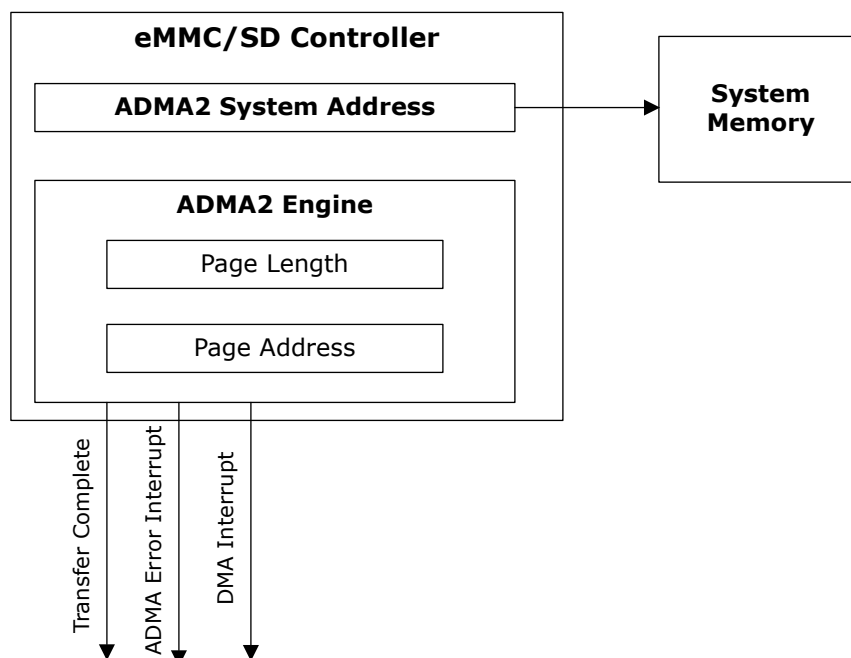 eMMC/SD Controller
ADMA2 System Address
System
Memory
ADMA2 Engine
Page Length
Page Address
Transfer Complete
ADMA Error Interrupt
DMA Interrupt